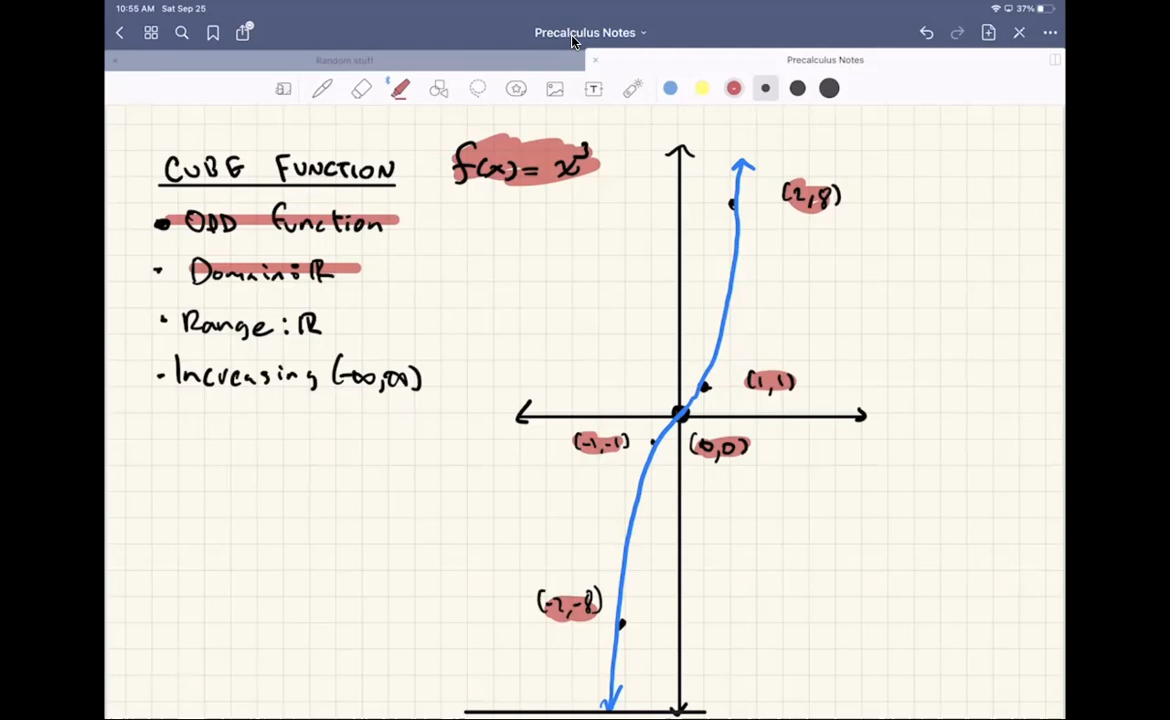 10:55 AM Sat Sep 25
37%
Precalculus Notes
Random stuff
Precalculus Notes
T
CUBE FUNCTION
f(x) = x³
• ODD function
(2,8)
• Domain: ℝ
• Range: ℝ
• Increasing (-∞,∞)
(1,1)
(-1,-1)
(0,0)
(-2,-8)